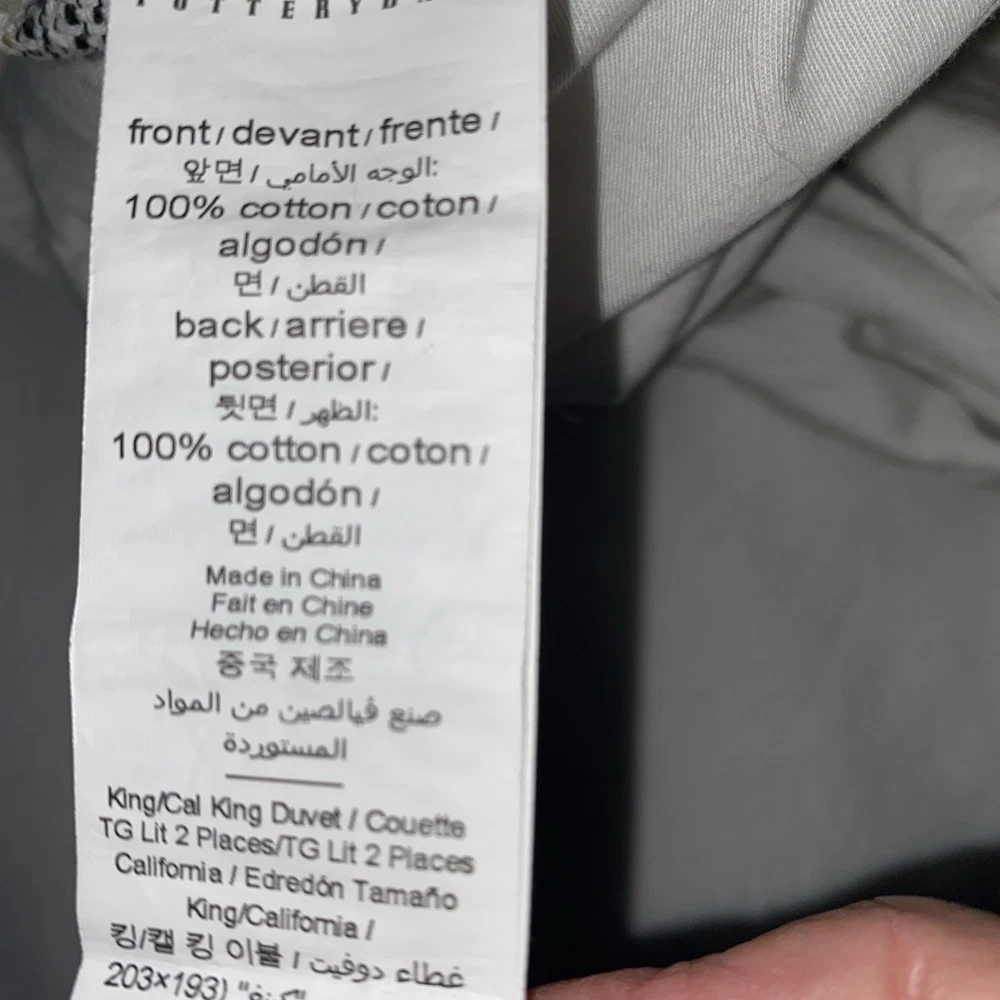 front / devant / frente /
앞면 / الوجه الأمامي:
100% cotton / coton /
algodón /
면 / القطن
back / arriere /
posterior /
뒷면 / الظهر:
100% cotton / coton /
algodón /
면 / القطن
Made in China
Fait en Chine
Hecho en China
중국 제조
صنع فيالصين من المواد
المستوردة
King/Cal King Duvet / Couette
TG Lit 2 Places/TG Lit 2 Places
California / Edredón Tamaño
King/California /
킹/캘 킹 이불 / غطاء دوفيت
203×193)